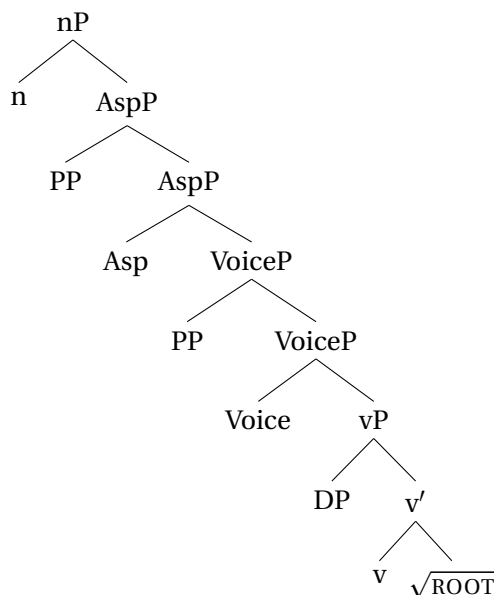 nP
n AspP
PP AspP
Asp VoiceP
PP VoiceP
Voice vP
DP v′
v √ROOT